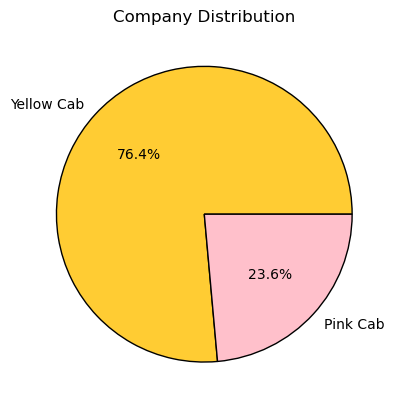 Company Distribution
Yellow Cab
76.4%
23.6%
Pink Cab